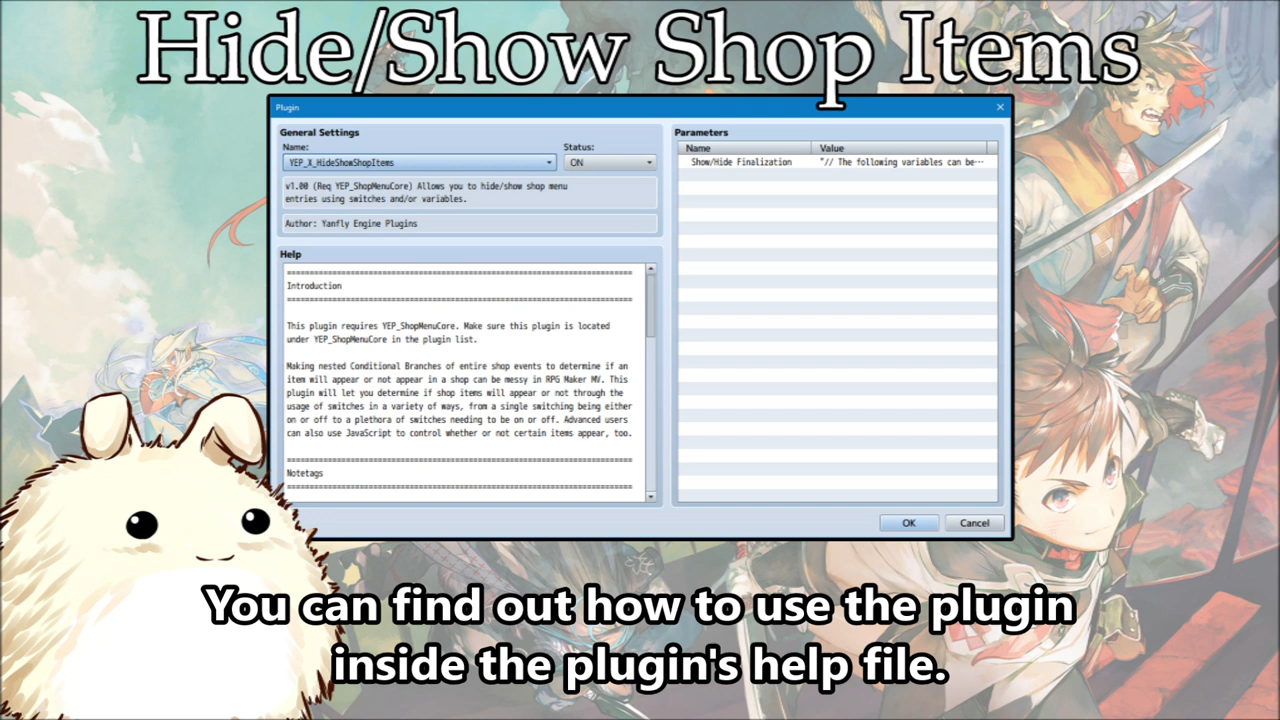 Hide/Show Shop Items
Plugin
General Settings
Name:
Status:
YEP_X_HideShowShopItems
ON
v1.00 (Req YEP_ShopMenuCore) Allows you to hide/show shop menu
entries using switches and/or variables.
Author: Yanfly Engine Plugins
Help
================================================================
Introduction
================================================================
This plugin requires YEP_ShopMenuCore. Make sure this plugin is located
under YEP_ShopMenuCore in the plugin list.
Making nested Conditional Branches of entire shop events to determine if an
item will appear or not appear in a shop can be messy in RPG Maker MV. This
plugin will let you determine if shop items will appear or not through the
usage of switches in a variety of ways, from a single switching being either
on or off to a plethora of switches needing to be on or off. Advanced users
can also use JavaScript to control whether or not certain items appear, too.
================================================================
Notetags
================================================================
Parameters
Name Value
Show/Hide Finalization "// The following variables can be···
OK
Cancel
You can find out how to use the plugin
inside the plugin's help file.